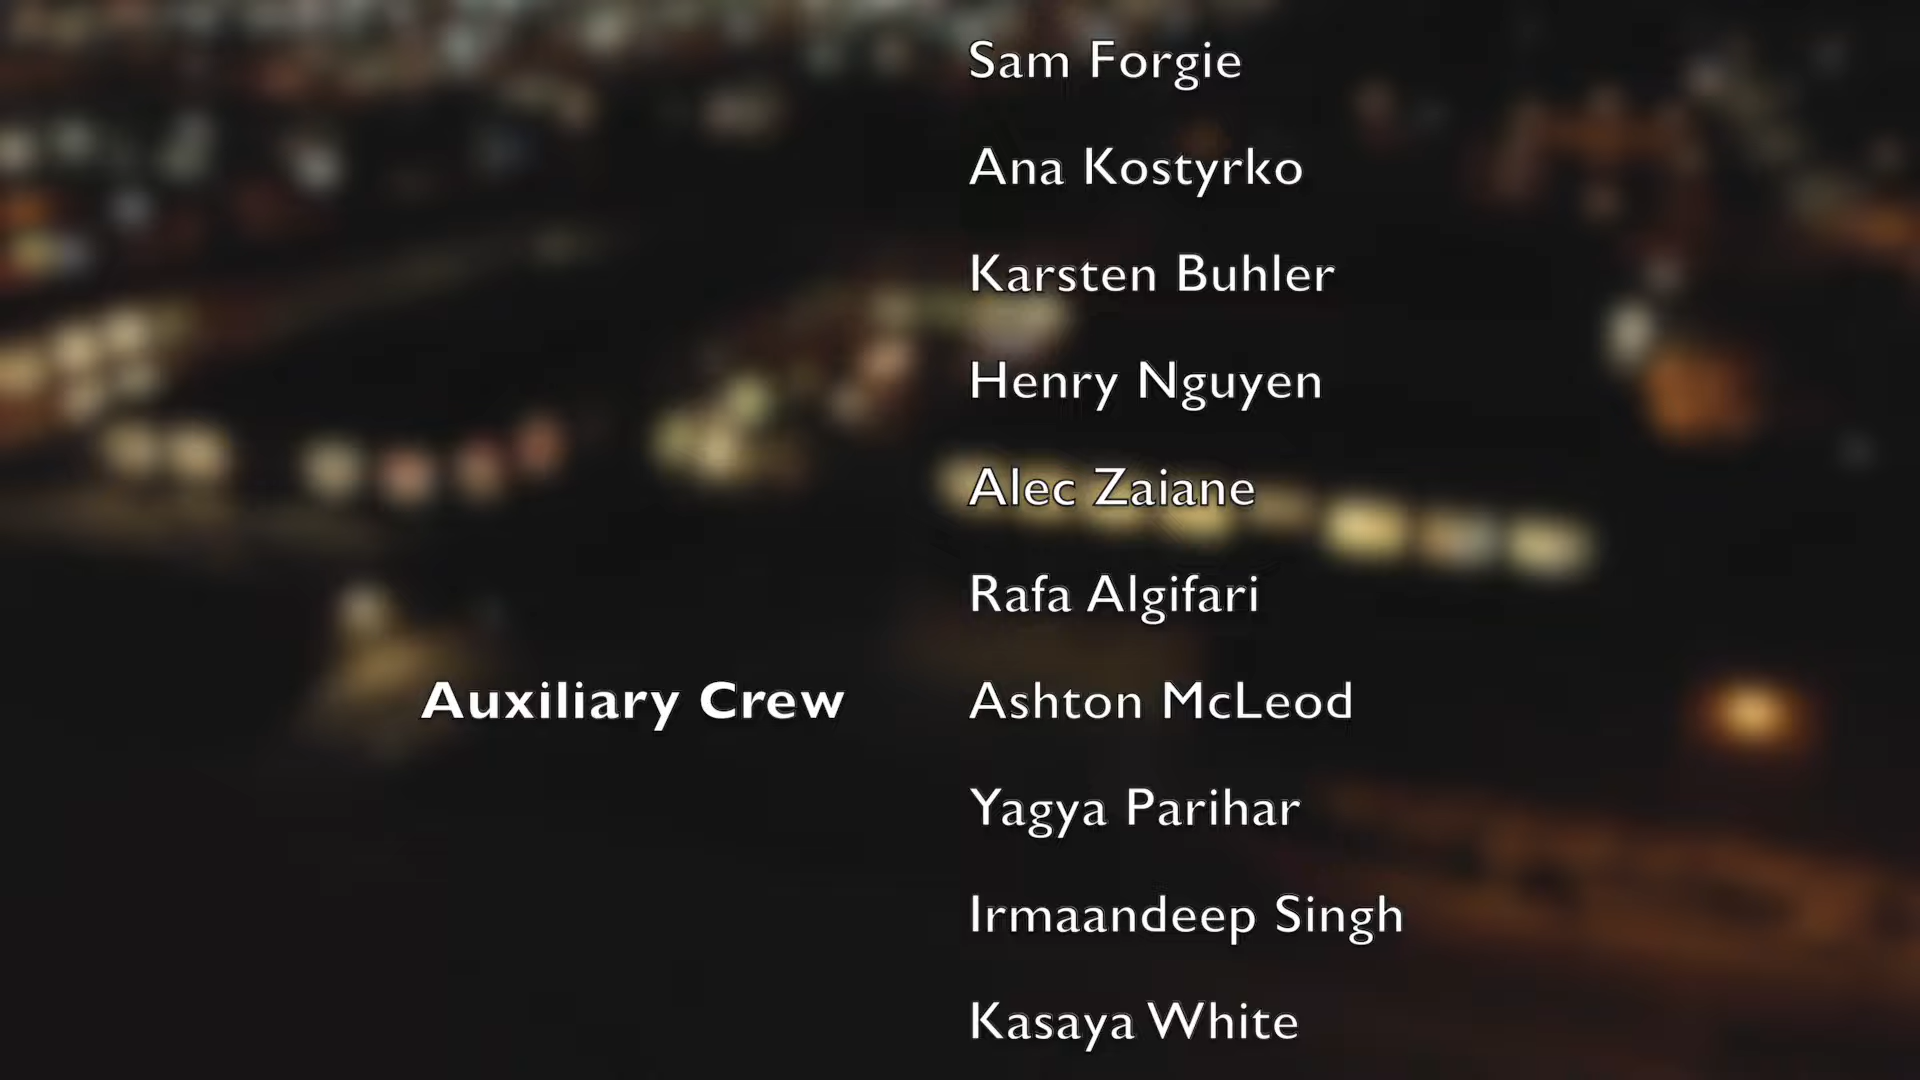 Sam Forgie
Ana Kostyrko
Karsten Buhler
Henry Nguyen
Alec Zaiane
Rafa Algifari
Auxiliary Crew Ashton McLeod
Yagya Parihar
Irmaandeep Singh
Kasaya White